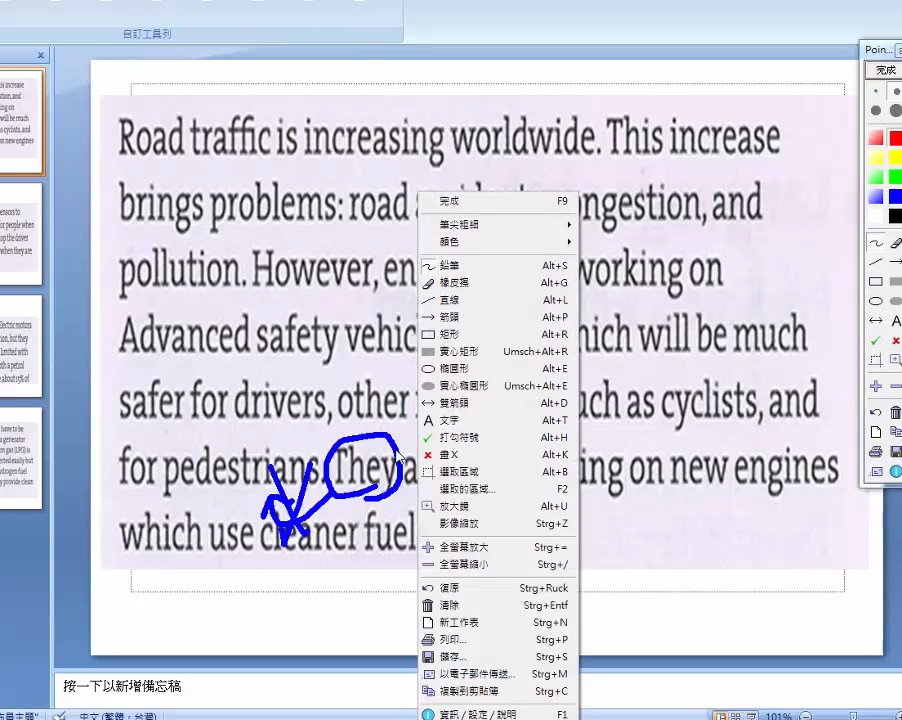 自訂工具列
Poin...
完成
Road traffic is increasing worldwide. This increase
brings problems: road
ngestion, and
pollution. However, en
working on
Advanced safety vehic
hich will be much
safer for drivers, other
uch as cyclists, and
for pedestrians. They a
ing on new engines
which use cleaner fuel
完成 F9
筆尖粗細
顏色
鉛筆 Alt+S
橡皮擦 Alt+G
直線 Alt+L
箭頭 Alt+P
矩形 Alt+R
實心矩形 Umsch+Alt+R
橢圓形 Alt+E
實心橢圓形 Umsch+Alt+E
雙箭頭 Alt+D
文字 Alt+T
打勾符號 Alt+H
畫X Alt+K
選取區域 Alt+B
選取的區域... F2
放大鏡 Alt+U
影像縮放 Strg+Z
全螢幕放大 Strg+=
全螢幕縮小 Strg+/
復原 Strg+Ruck
清除 Strg+Entf
新工作表 Strg+N
列印... Strg+P
儲存... Strg+S
以電子郵件傳送... Strg+M
複製到剪貼簿 Strg+C
資訊 / 設定 / 說明 F1
按一下以新增備忘稿
中文 (繁體，台灣)
101%